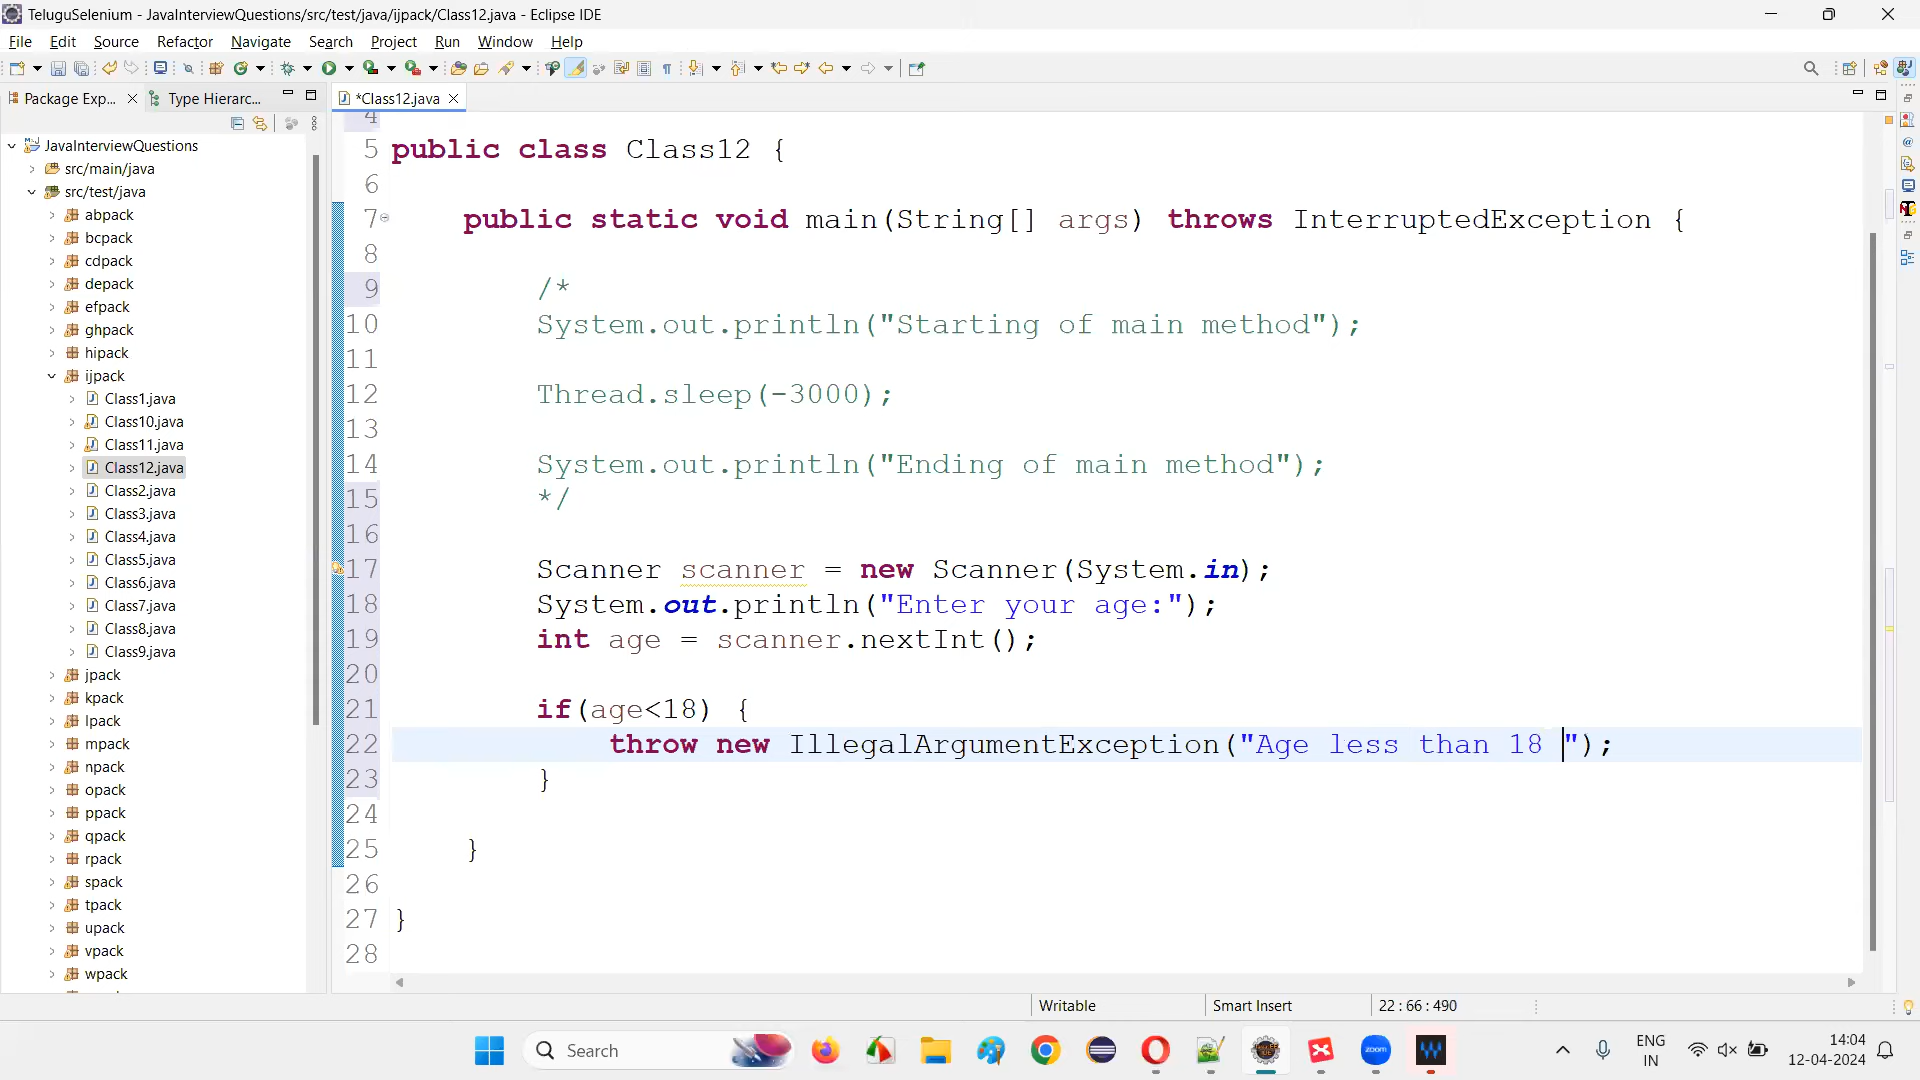 TeluguSelenium - JavaInterviewQuestions/src/test/java/ijpack/Class12.java - Eclipse IDE
File Edit Source Refactor Navigate Search Project Run Window Help
Package Exp... Type Hierarc...
*Class12.java
JavaInterviewQuestions
src/main/java
src/test/java
abpack
bcpack
cdpack
depack
efpack
ghpack
hipack
ijpack
Class1.java
Class10.java
Class11.java
Class12.java
Class2.java
Class3.java
Class4.java
Class5.java
Class6.java
Class7.java
Class8.java
Class9.java
jpack
kpack
lpack
mpack
npack
opack
ppack
qpack
rpack
spack
tpack
upack
vpack
wpack
4
5 public class Class12 {
6
7 public static void main(String[] args) throws InterruptedException {
8
9 /*
10 System.out.println("Starting of main method");
11
12 Thread.sleep(-3000);
13
14 System.out.println("Ending of main method");
15 */
16
17 Scanner scanner = new Scanner(System.in);
18 System.out.println("Enter your age:");
19 int age = scanner.nextInt();
20
21 if(age<18) {
22 throw new IllegalArgumentException("Age less than 18 ");
23 }
24
25 }
26
27 }
28
Writable Smart Insert 22 : 66 : 490
Search
zoom
ENG
IN
14:04
12-04-2024